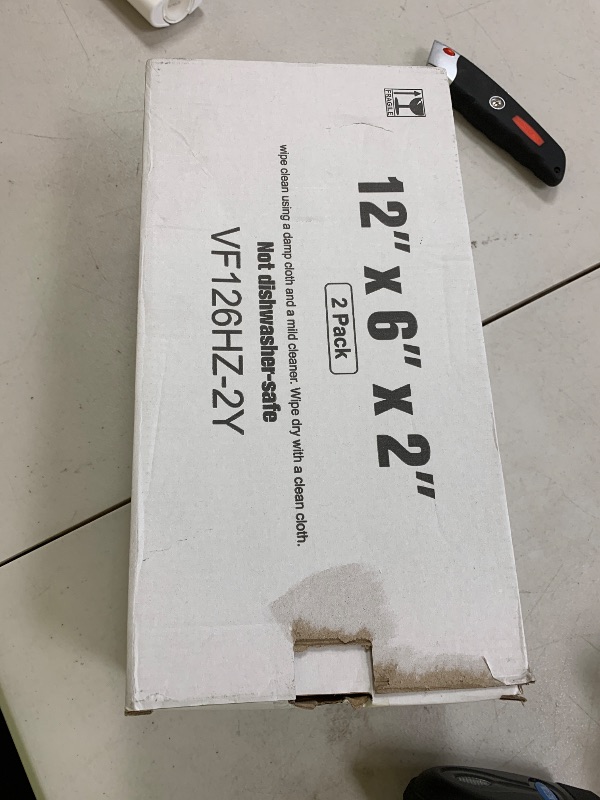 FRAGILE
12" x 6" x 2"
2 Pack
wipe clean using a damp cloth and a mild cleaner. Wipe dry with a clean cloth.
Not dishwasher-safe
VF126HZ-2Y